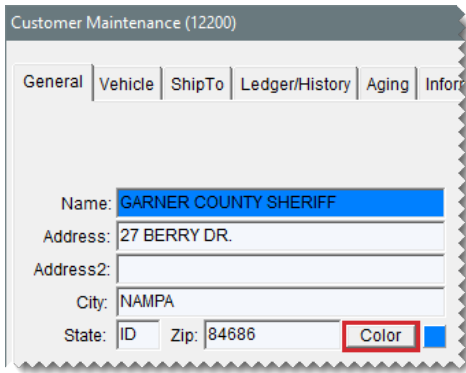 Customer Maintenance (12200)
General Vehicle ShipTo Ledger/History Aging
Name: GARNER COUNTY SHERIFF
Address: 27 BERRY DR.
Address2:
City: NAMPA
State: ID Zip: 84686 Color